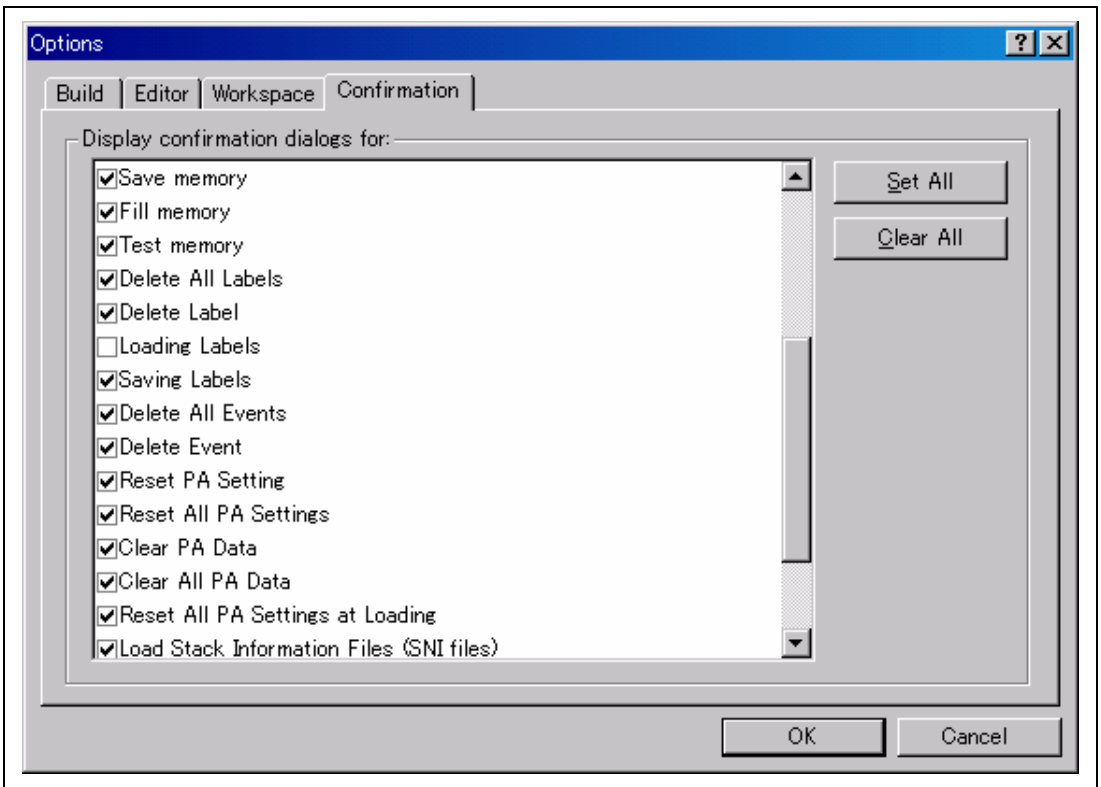 Options
Build Editor Workspace Confirmation
Display confirmation dialogs for:
Save memory
Fill memory
Test memory
Delete All Labels
Delete Label
Loading Labels
Saving Labels
Delete All Events
Delete Event
Reset PA Setting
Reset All PA Settings
Clear PA Data
Clear All PA Data
Reset All PA Settings at Loading
Load Stack Information Files (SNI files)
Set All
Clear All
OK Cancel